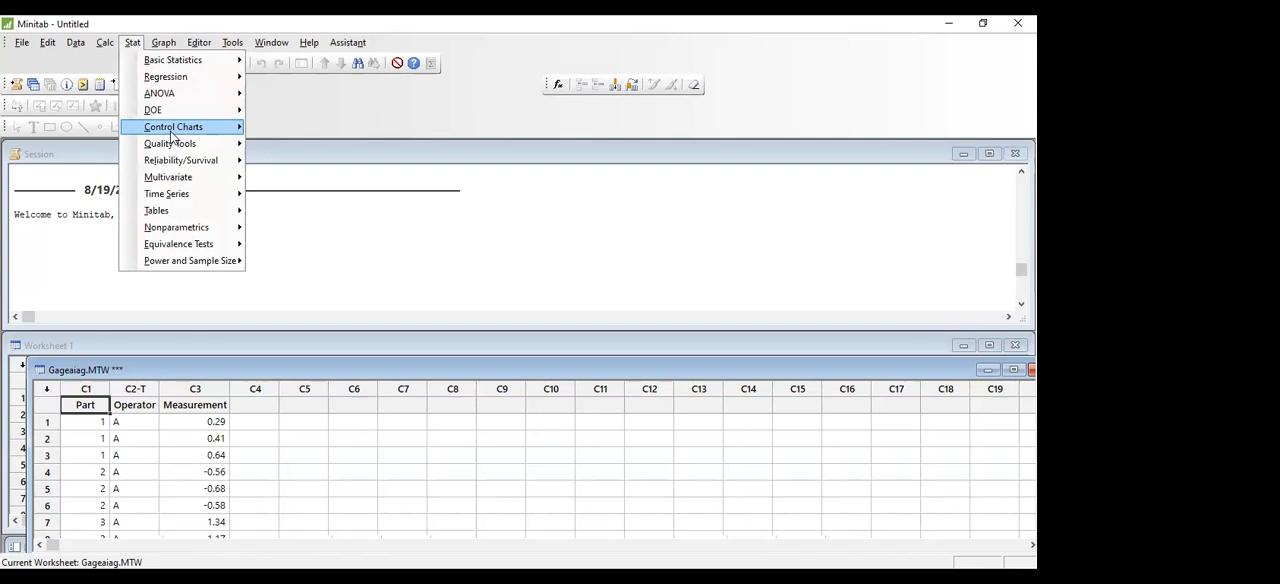 Minitab - Untitled
File Edit Data Calc Stat Graph Editor Tools Window Help Assistant
Basic Statistics
Regression
ANOVA
DOE
Control Charts
Quality Tools
Reliability/Survival
Multivariate
Time Series
Tables
Nonparametrics
Equivalence Tests
Power and Sample Size
Session
8/19/2
Welcome to Minitab,
Worksheet 1
Gageaiag.MTW ***
C1 C2-T C3 C4 C5 C6 C7 C8 C9 C10 C11 C12 C13 C14 C15 C16 C17 C18 C19
Part Operator Measurement
1 1 A 0.29
2 1 A 0.41
3 1 A 0.64
4 2 A -0.56
5 2 A -0.68
6 2 A -0.58
7 3 A 1.34
Current Worksheet: Gageaiag.MTW